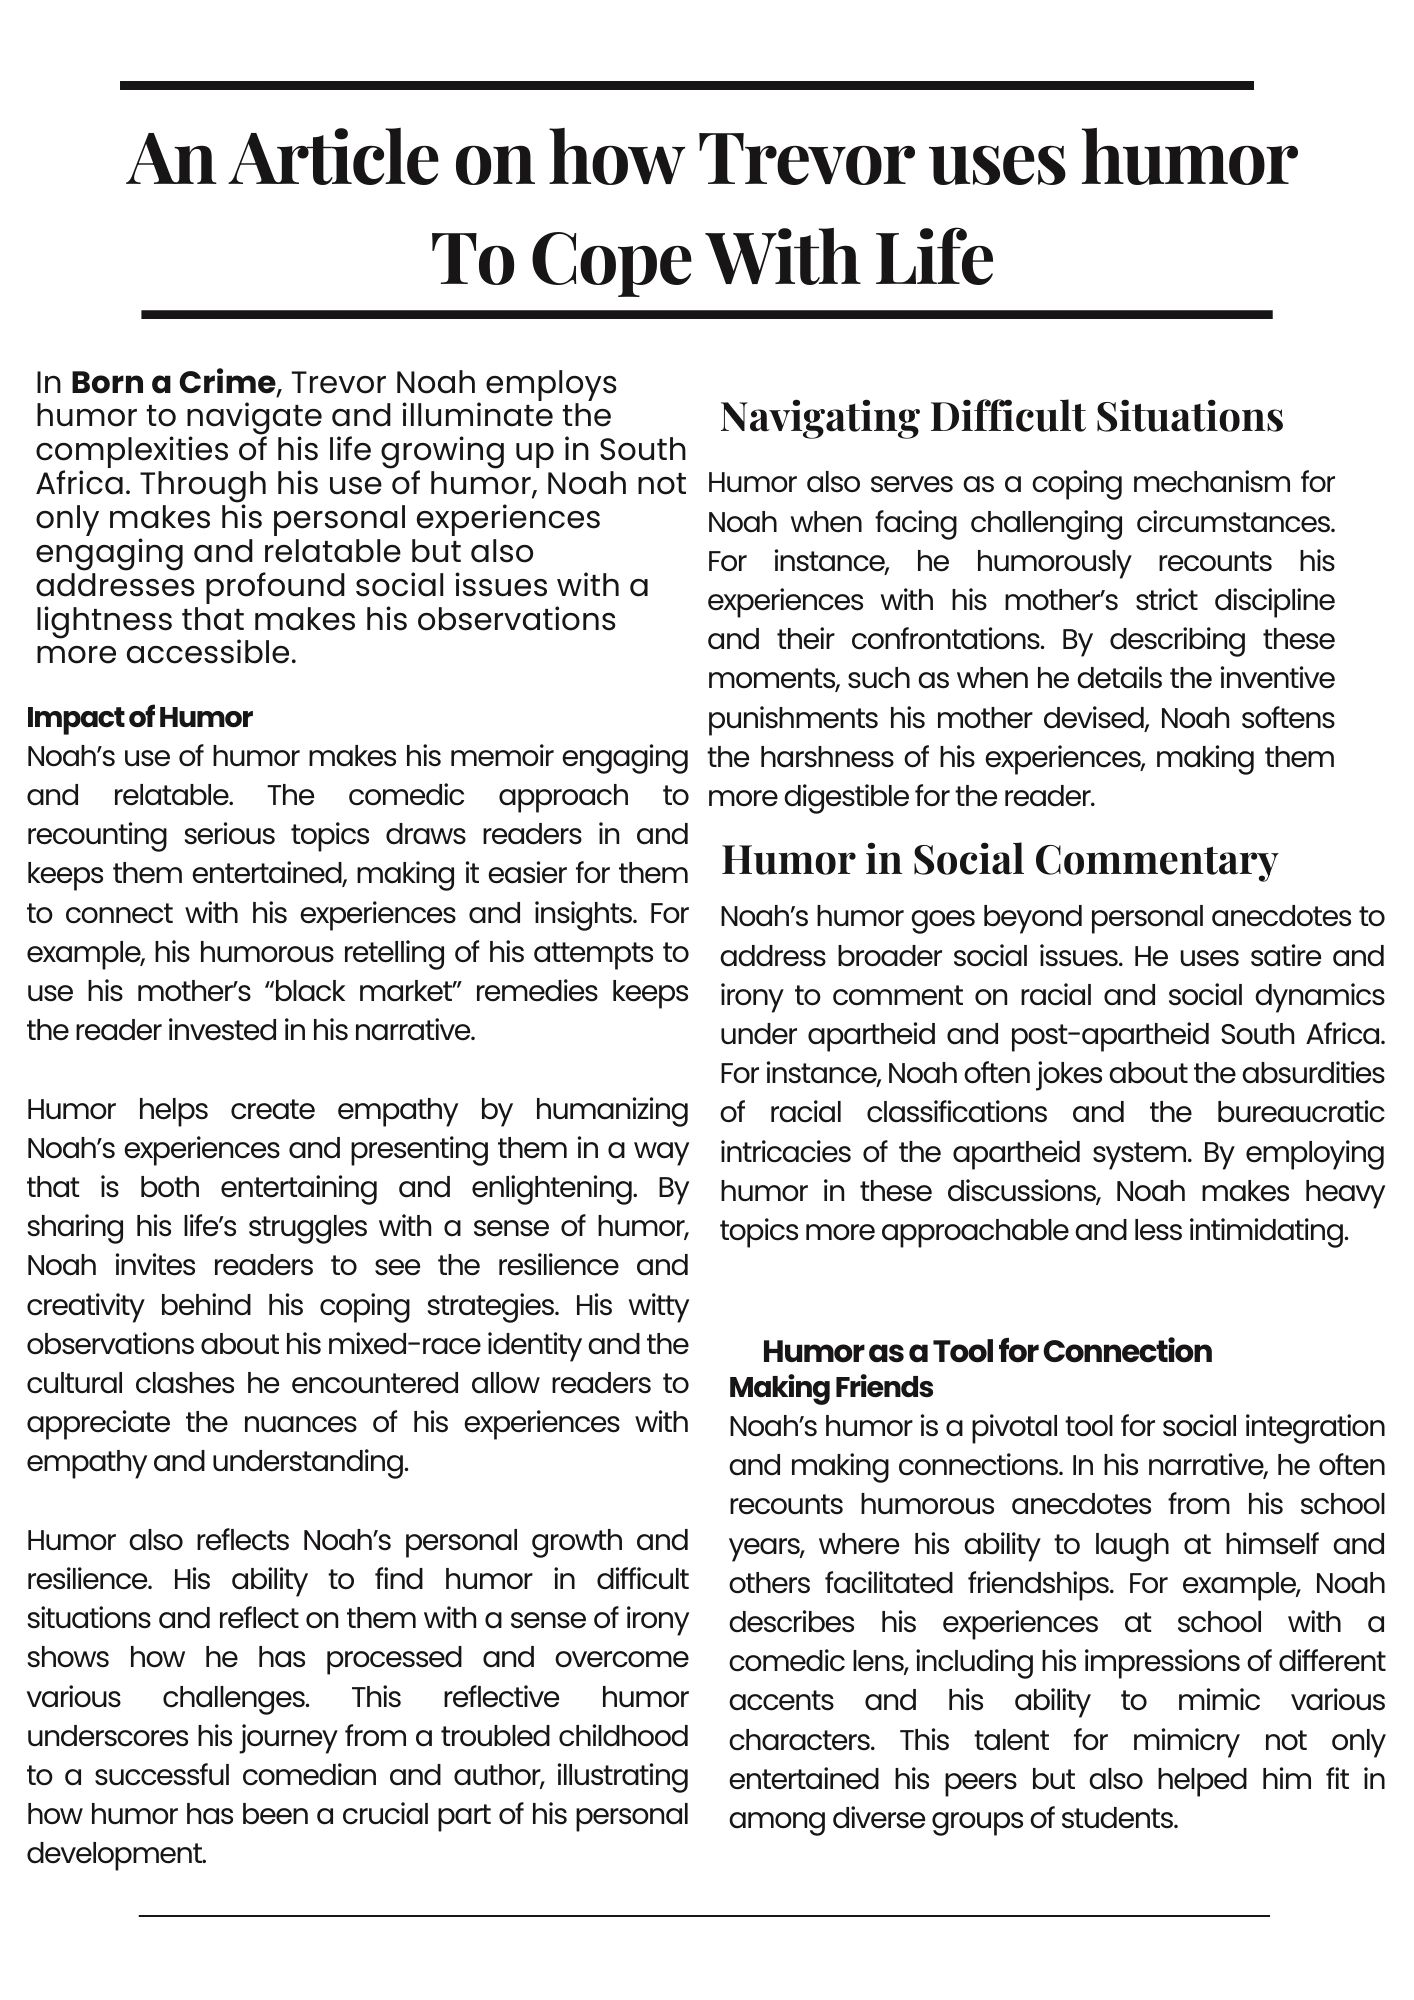 An Article on how Trevor uses humor
To Cope With Life
In Born a Crime, Trevor Noah employs
humor to navigate and illuminate the
complexities of his life growing up in South
Africa. Through his use of humor, Noah not
only makes his personal experiences
engaging and relatable but also
addresses profound social issues with a
lightness that makes his observations
more accessible.
Impact of Humor
Noah’s use of humor makes his memoir engaging
and relatable. The comedic approach to
recounting serious topics draws readers in and
keeps them entertained, making it easier for them
to connect with his experiences and insights. For
example, his humorous retelling of his attempts to
use his mother’s “black market” remedies keeps
the reader invested in his narrative.
Humor helps create empathy by humanizing
Noah’s experiences and presenting them in a way
that is both entertaining and enlightening. By
sharing his life’s struggles with a sense of humor,
Noah invites readers to see the resilience and
creativity behind his coping strategies. His witty
observations about his mixed-race identity and the
cultural clashes he encountered allow readers to
appreciate the nuances of his experiences with
empathy and understanding.
Humor also reflects Noah’s personal growth and
resilience. His ability to find humor in difficult
situations and reflect on them with a sense of irony
shows how he has processed and overcome
various challenges. This reflective humor
underscores his journey from a troubled childhood
to a successful comedian and author, illustrating
how humor has been a crucial part of his personal
development.
Navigating Difficult Situations
Humor also serves as a coping mechanism for
Noah when facing challenging circumstances.
For instance, he humorously recounts his
experiences with his mother’s strict discipline
and their confrontations. By describing these
moments, such as when he details the inventive
punishments his mother devised, Noah softens
the harshness of his experiences, making them
more digestible for the reader.
Humor in Social Commentary
Noah’s humor goes beyond personal anecdotes to
address broader social issues. He uses satire and
irony to comment on racial and social dynamics
under apartheid and post-apartheid South Africa.
For instance, Noah often jokes about the absurdities
of racial classifications and the bureaucratic
intricacies of the apartheid system. By employing
humor in these discussions, Noah makes heavy
topics more approachable and less intimidating.
Humor as a Tool for Connection
Making Friends
Noah’s humor is a pivotal tool for social integration
and making connections. In his narrative, he often
recounts humorous anecdotes from his school
years, where his ability to laugh at himself and
others facilitated friendships. For example, Noah
describes his experiences at school with a
comedic lens, including his impressions of different
accents and his ability to mimic various
characters. This talent for mimicry not only
entertained his peers but also helped him fit in
among diverse groups of students.